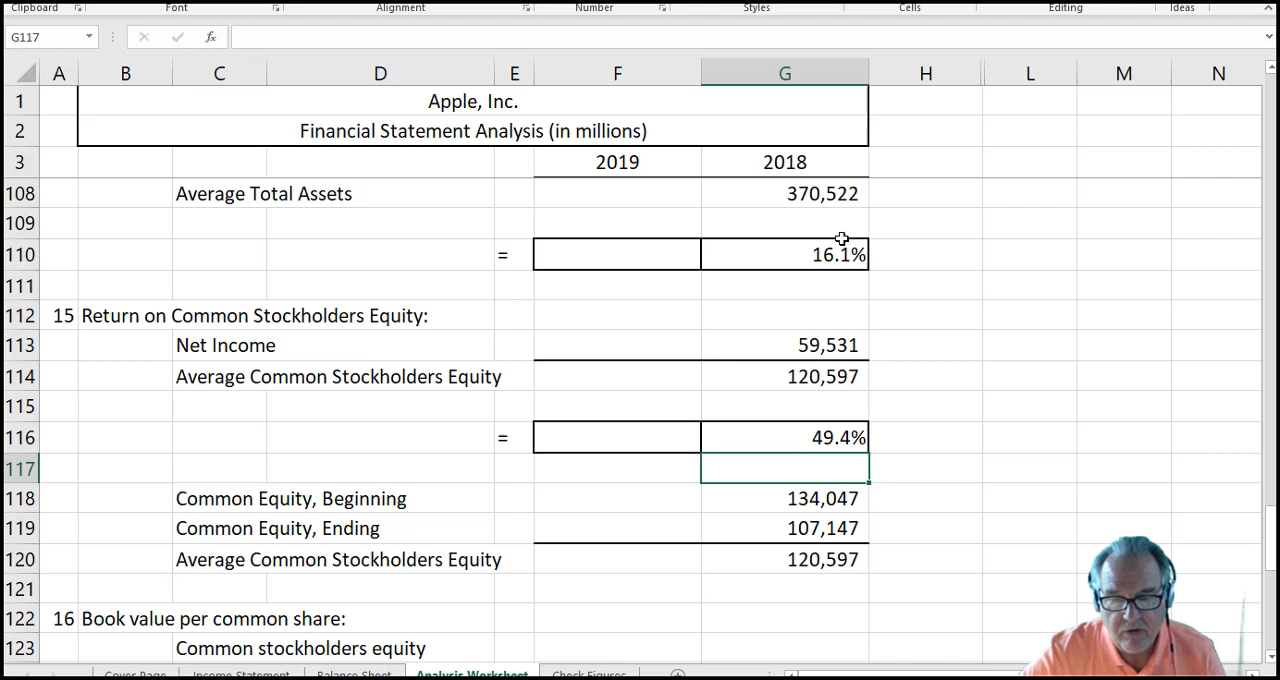 Clipboard Font Alignment Number Styles Cells Editing Ideas
G117 fx
A B C D E F G H L M N
1 Apple, Inc.
2 Financial Statement Analysis (in millions)
3 2019 2018
108 Average Total Assets 370,522
109
110 = 16.1%
111
112 15 Return on Common Stockholders Equity:
113 Net Income 59,531
114 Average Common Stockholders Equity 120,597
115
116 = 49.4%
117
118 Common Equity, Beginning 134,047
119 Common Equity, Ending 107,147
120 Average Common Stockholders Equity 120,597
121
122 16 Book value per common share:
123 Common stockholders equity
Cover Page Income Statement Balance Sheet Analysis Worksheet Check Figures